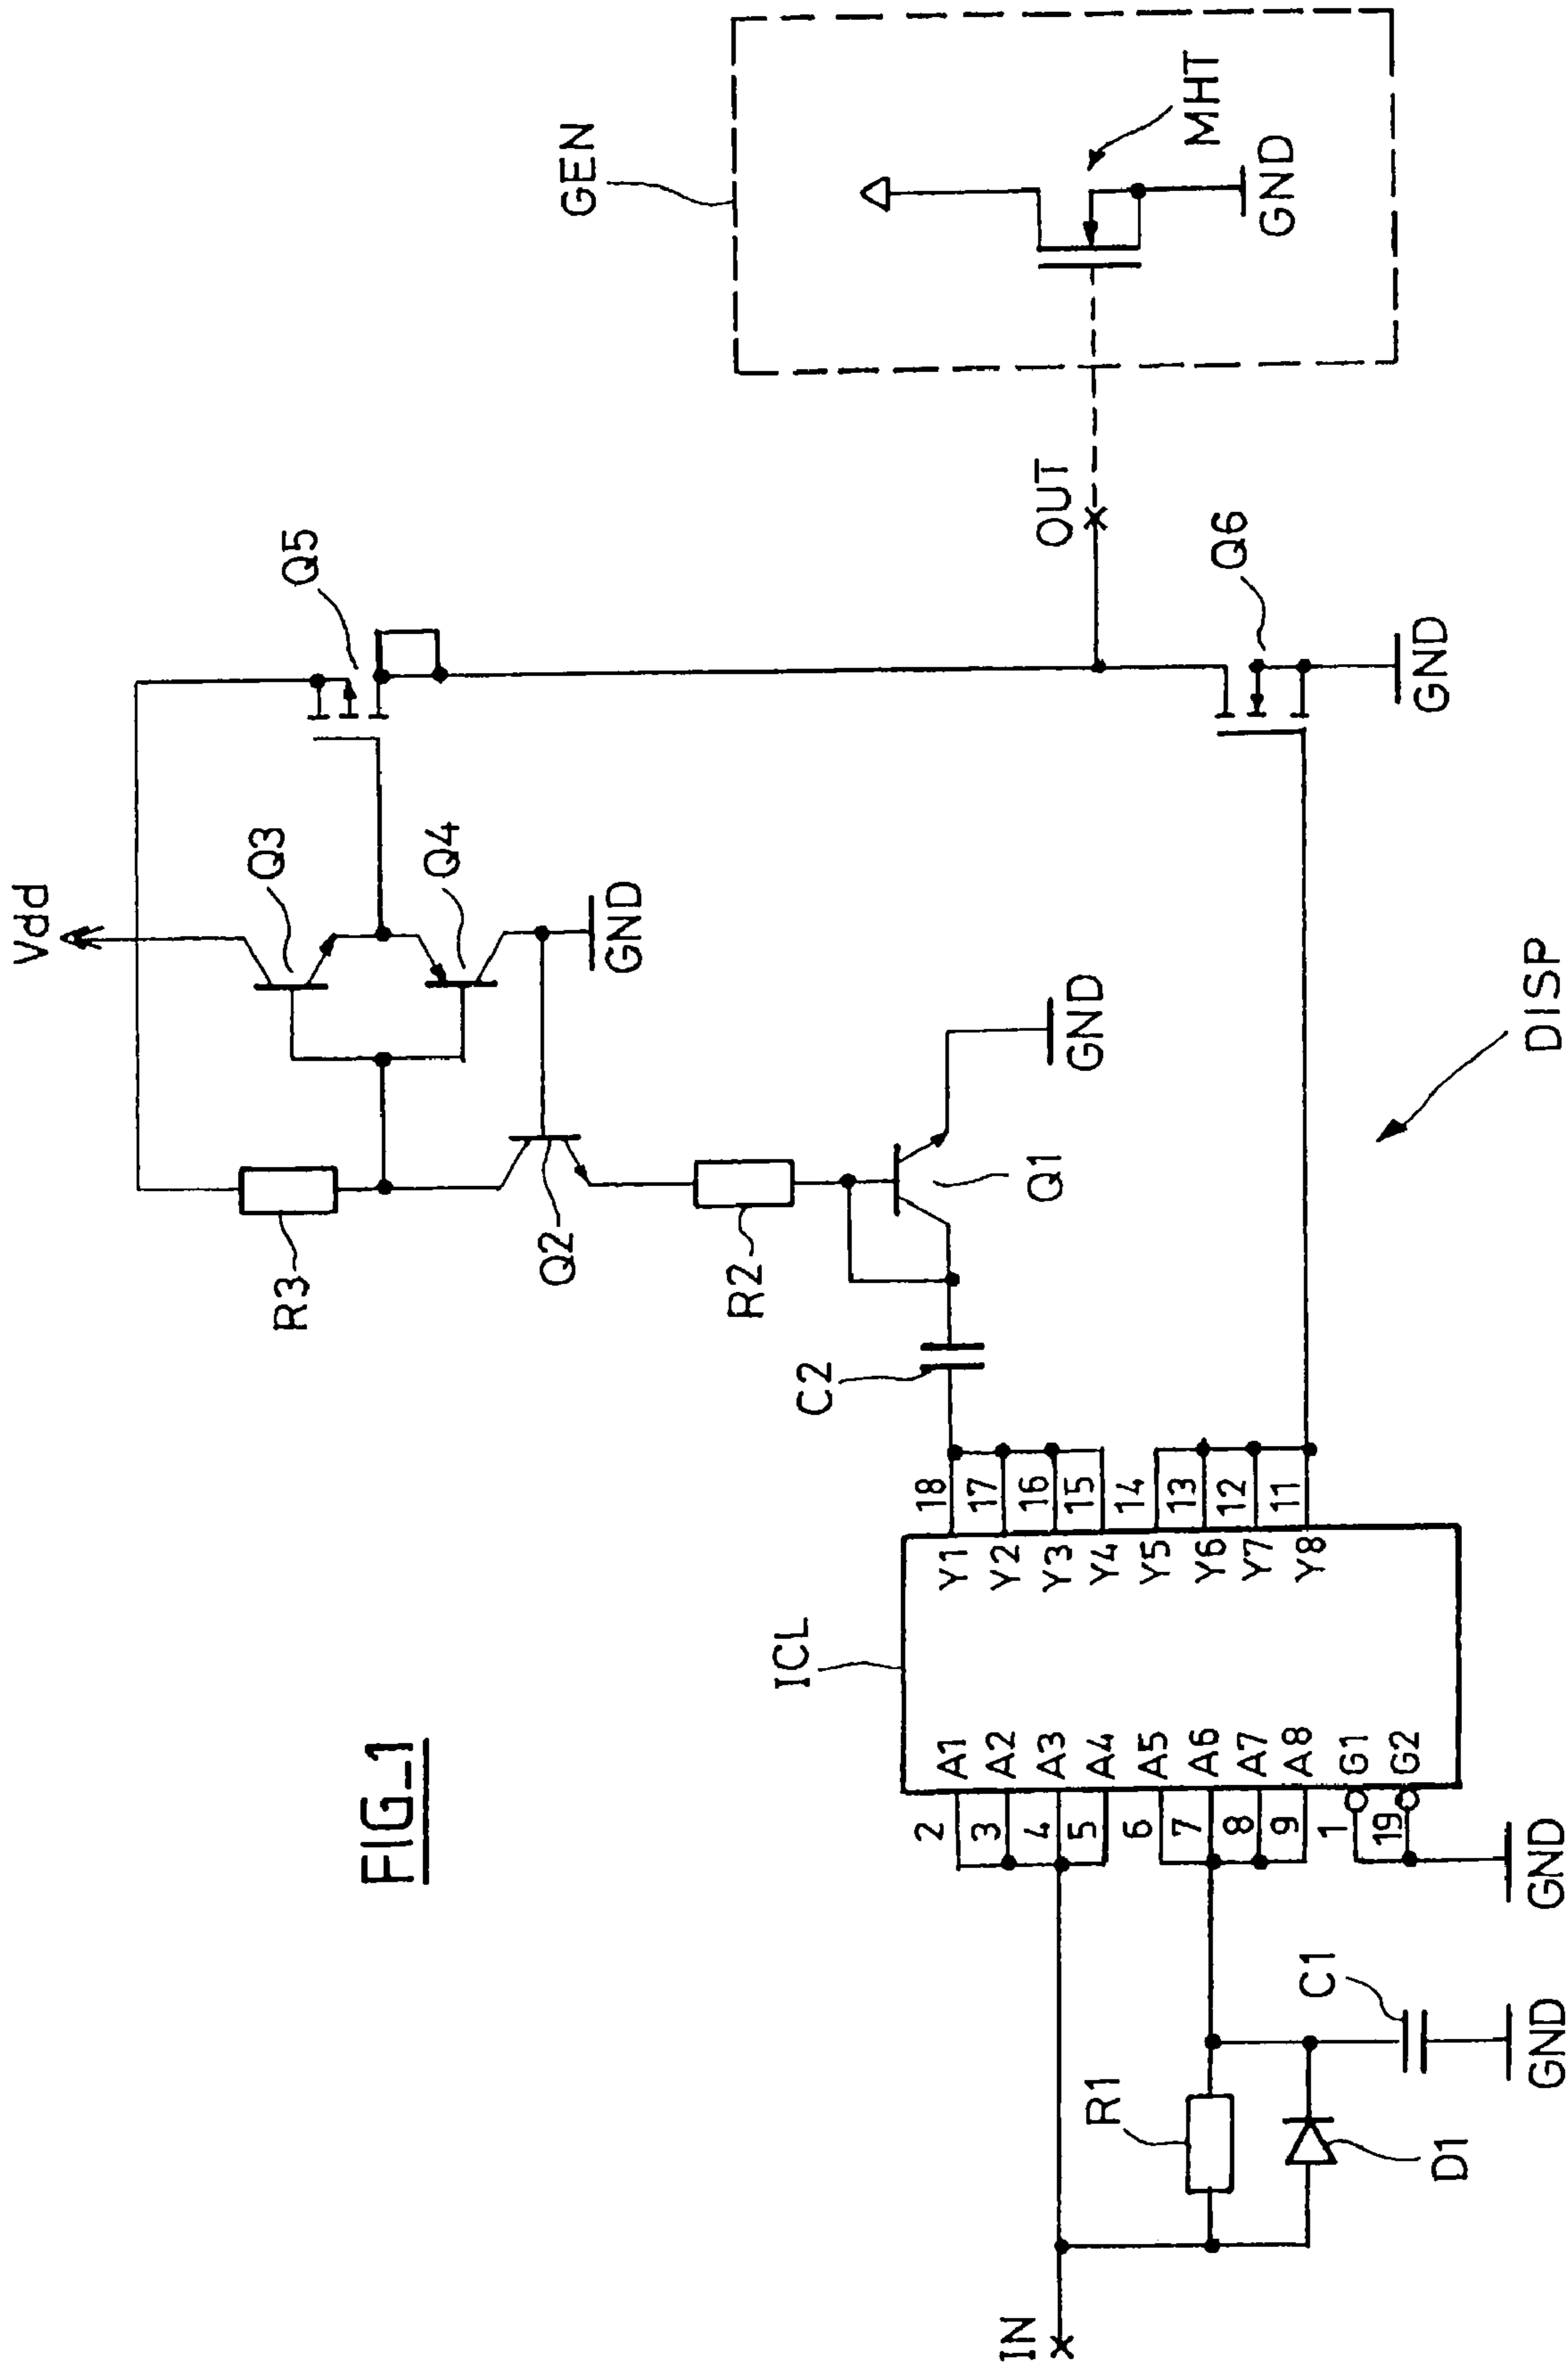 FIG_1
Vdd
R3
Q3
Q5
Q4
Q2
GND
R2
Q1
GND
C2
GEN
MHT
GND
OUT
Q6
GND
DISP
ICL
IN
R1
D1
C1
GND
2 A1
3 A2
4 A3
5 A4
6 A5
7 A6
8 A7
9 A8
1 G1
19 G2
GND
Y1 18
Y2 17
Y3 16
Y4 15
Y5 14
Y6 13
Y7 12
Y8 11